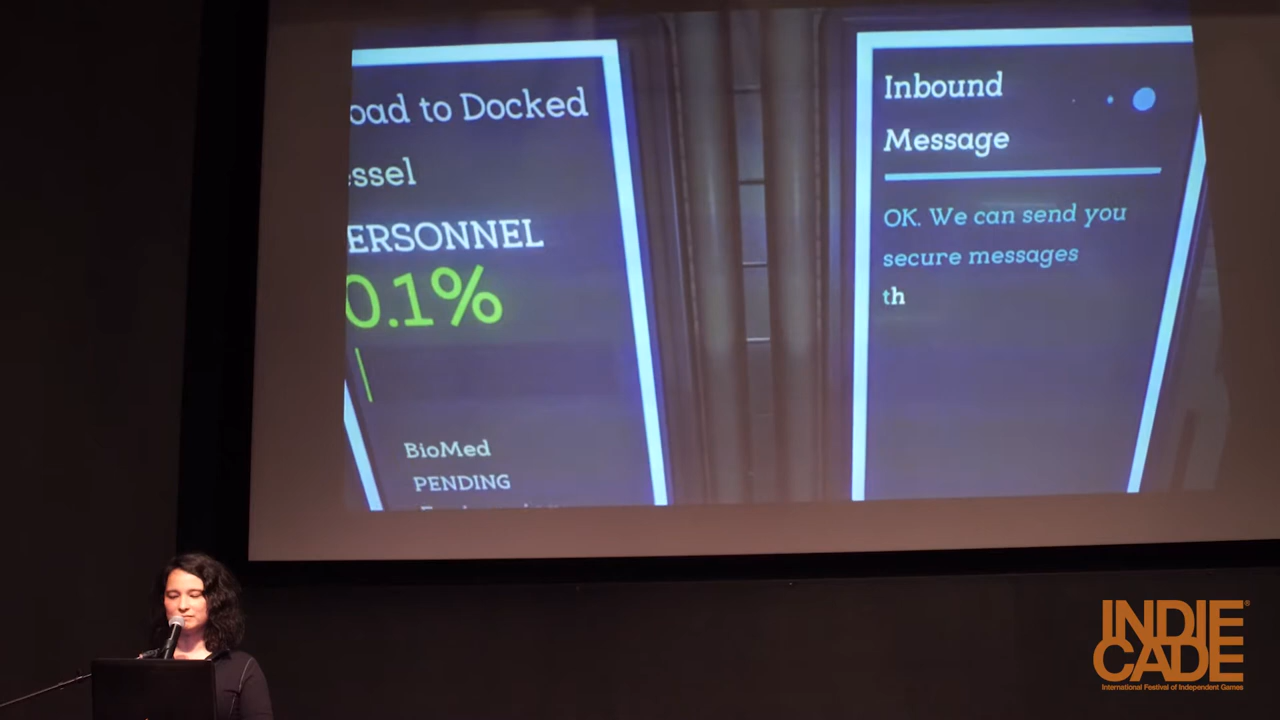 oad to Docked
essel
ERSONNEL
0.1%
BioMed
PENDING
Inbound
Message
OK. We can send you
secure messages
th
INDIE
CADE®
International Festival of Independent Games